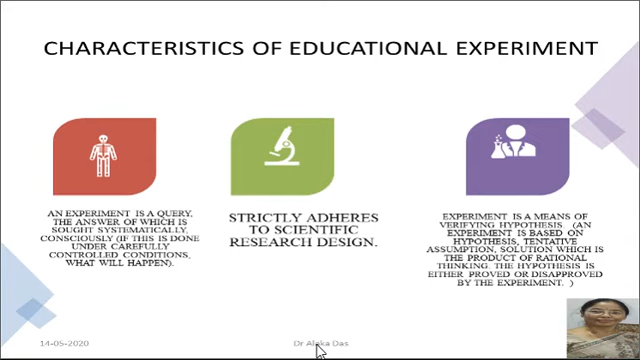 CHARACTERISTICS OF EDUCATIONAL EXPERIMENT
AN EXPERIMENT IS A QUERY,
THE ANSWER OF WHICH IS
SOUGHT SYSTEMATICALLY,
CONSCIOUSLY (IF THIS IS DONE
UNDER CAREFULLY
CONTROLLED CONDITIONS,
WHAT WILL HAPPEN).
STRICTLY ADHERES
TO SCIENTIFIC
RESEARCH DESIGN.
EXPERIMENT IS A MEANS OF
VERIFYING HYPOTHESIS (AN
EXPERIMENT IS BASED ON
HYPOTHESIS, TENTATIVE
ASSUMPTION, SOLUTION WHICH IS
THE PRODUCT OF RATIONAL
THINKING. THE HYPOTHESIS IS
EITHER PROVED OR DISAPPROVED
BY THE EXPERIMENT. )
14-05-2020
Dr Alaka Das